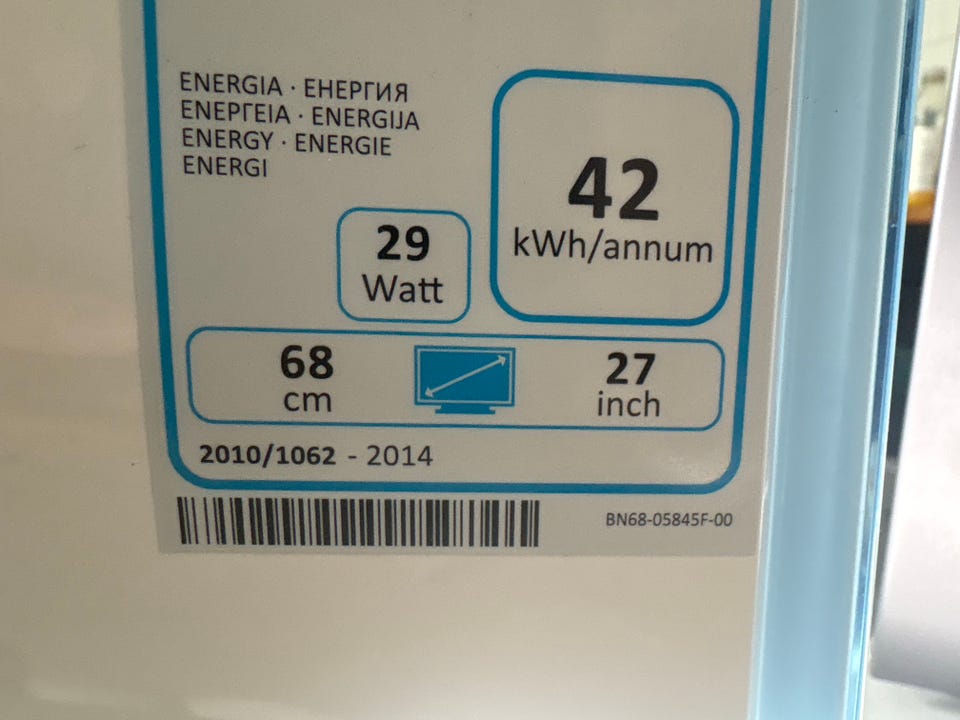 ENERGIA · ЕНЕРГИЯ
ΕΝΕΡΓΕΙΑ · ENERGIJA
ENERGY · ENERGIE
ENERGI
42
kWh/annum
29
Watt
68
cm
27
inch
2010/1062 - 2014
BN68-05845F-00